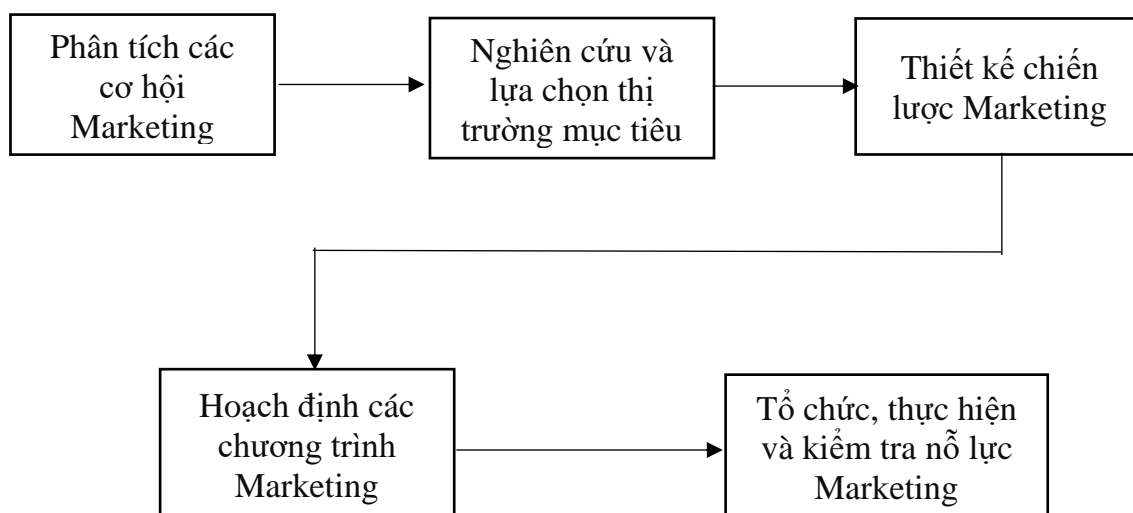 Phân tích các
cơ hội
Marketing
Nghiên cứu và
lựa chọn thị
trường mục tiêu
Thiết kế chiến
lược Marketing
Hoạch định các
chương trình
Marketing
Tổ chức, thực hiện
và kiểm tra nỗ lực
Marketing